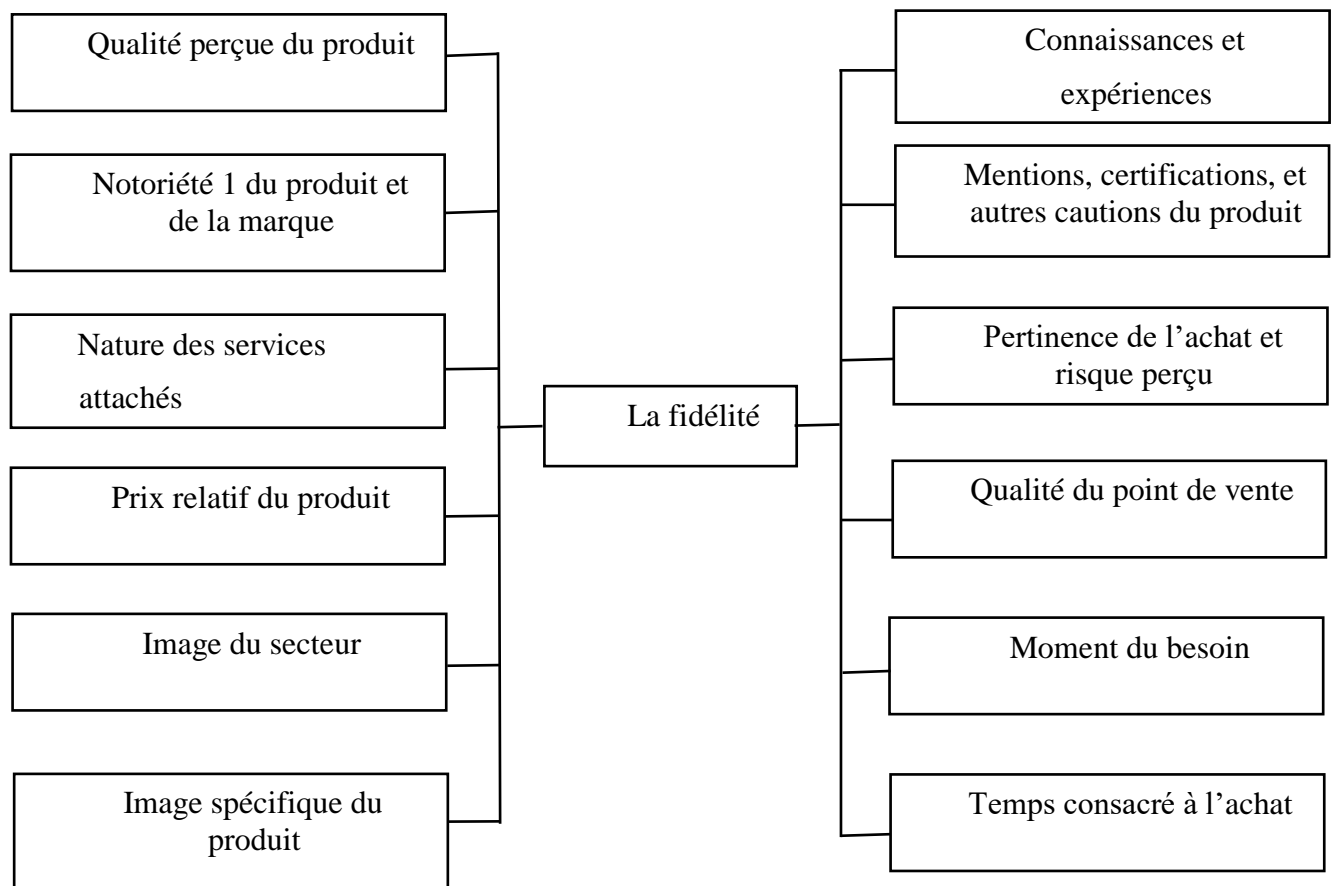 Qualité perçue du produit
Notoriété 1 du produit et
de la marque
Nature des services
attachés
Prix relatif du produit
Image du secteur
Image spécifique du
produit
La fidélité
Connaissances et
expériences
Mentions, certifications, et
autres cautions du produit
Pertinence de l’achat et
risque perçu
Qualité du point de vente
Moment du besoin
Temps consacré à l’achat